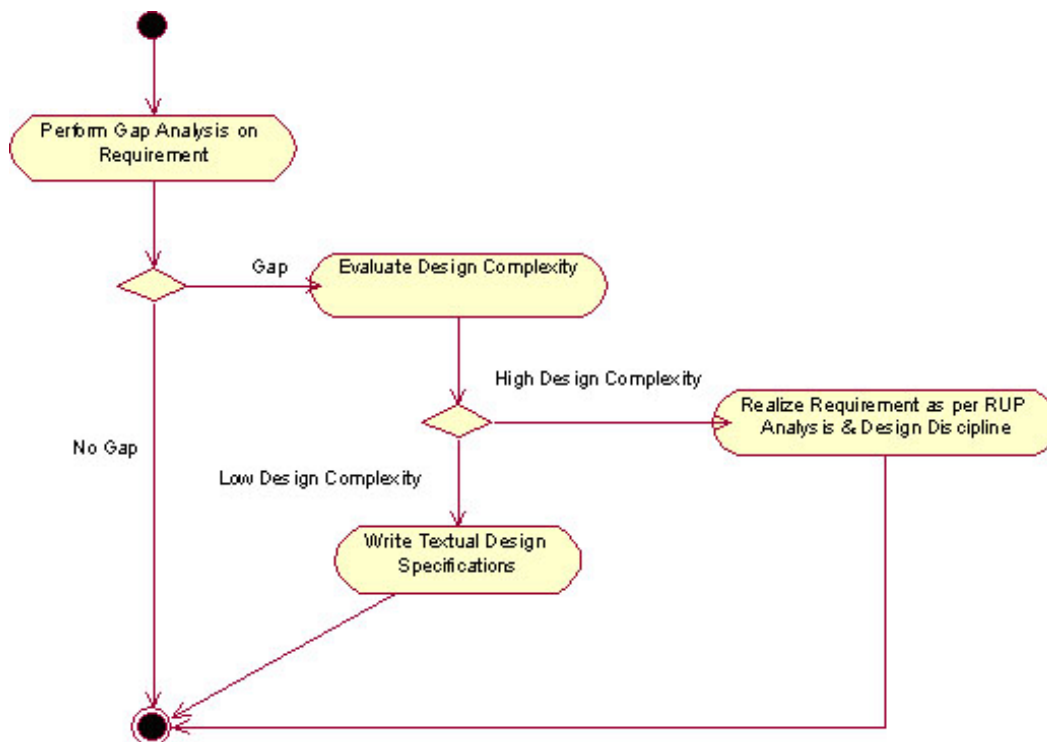 Perform Gap Analysis on
Requirement
Gap
Evaluate Design Complexity
High Design Complexity
Realize Requirement as per RUP
Analysis & Design Discipline
No Gap
Low Design Complexity
Write Textual Design
Specifications